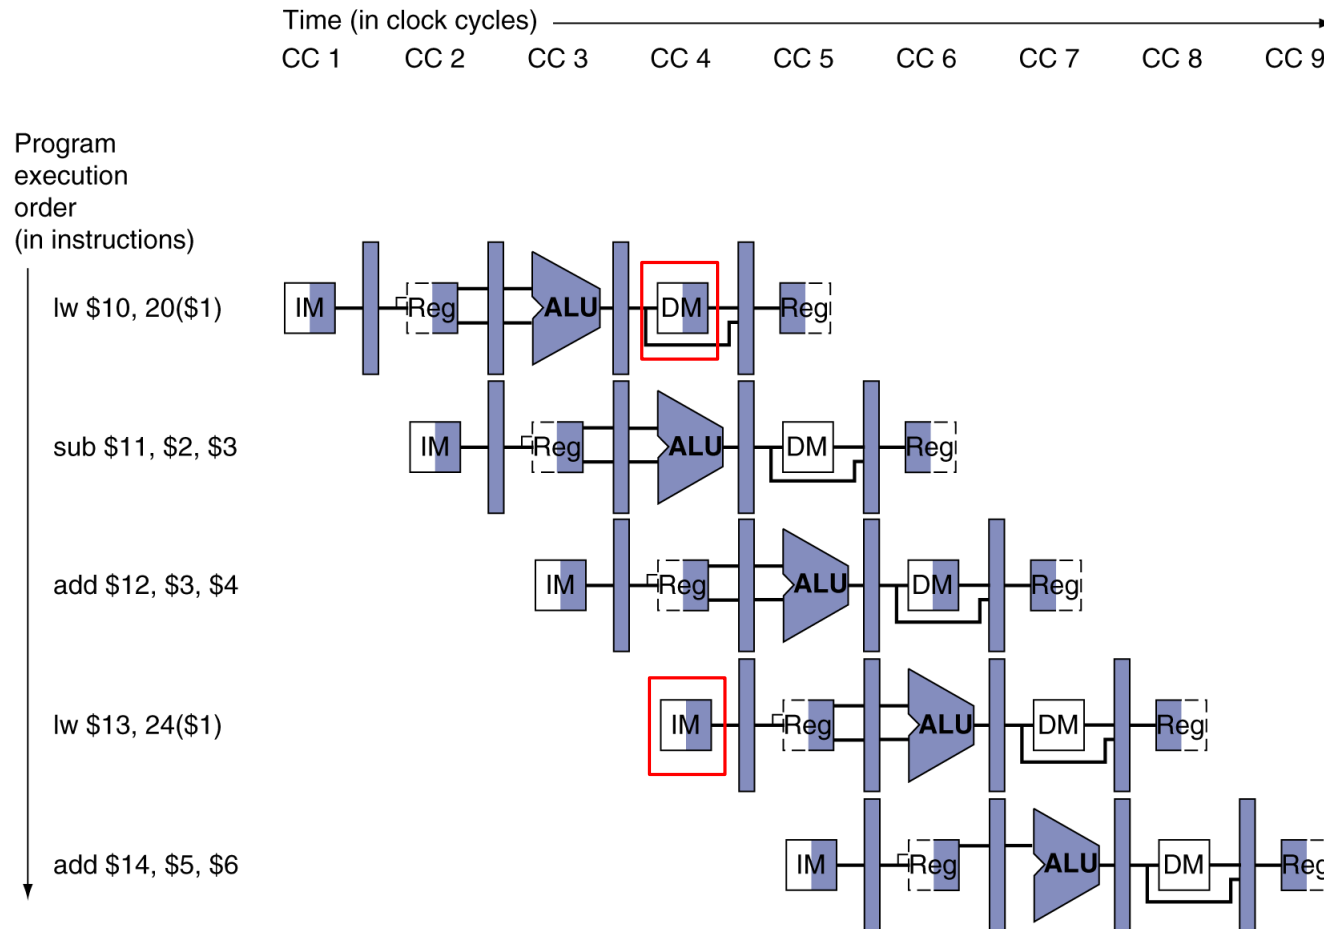 Time (in clock cycles)
CC 1 CC 2 CC 3 CC 4 CC 5 CC 6 CC 7 CC 8 CC 9
Program
execution
order
(in instructions)
lw $10, 20($1) IM Reg ALU DM Reg
sub $11, $2, $3 IM Reg ALU DM Reg
add $12, $3, $4 IM Reg ALU DM Reg
lw $13, 24($1) IM Reg ALU DM Reg
add $14, $5, $6 IM Reg ALU DM Reg